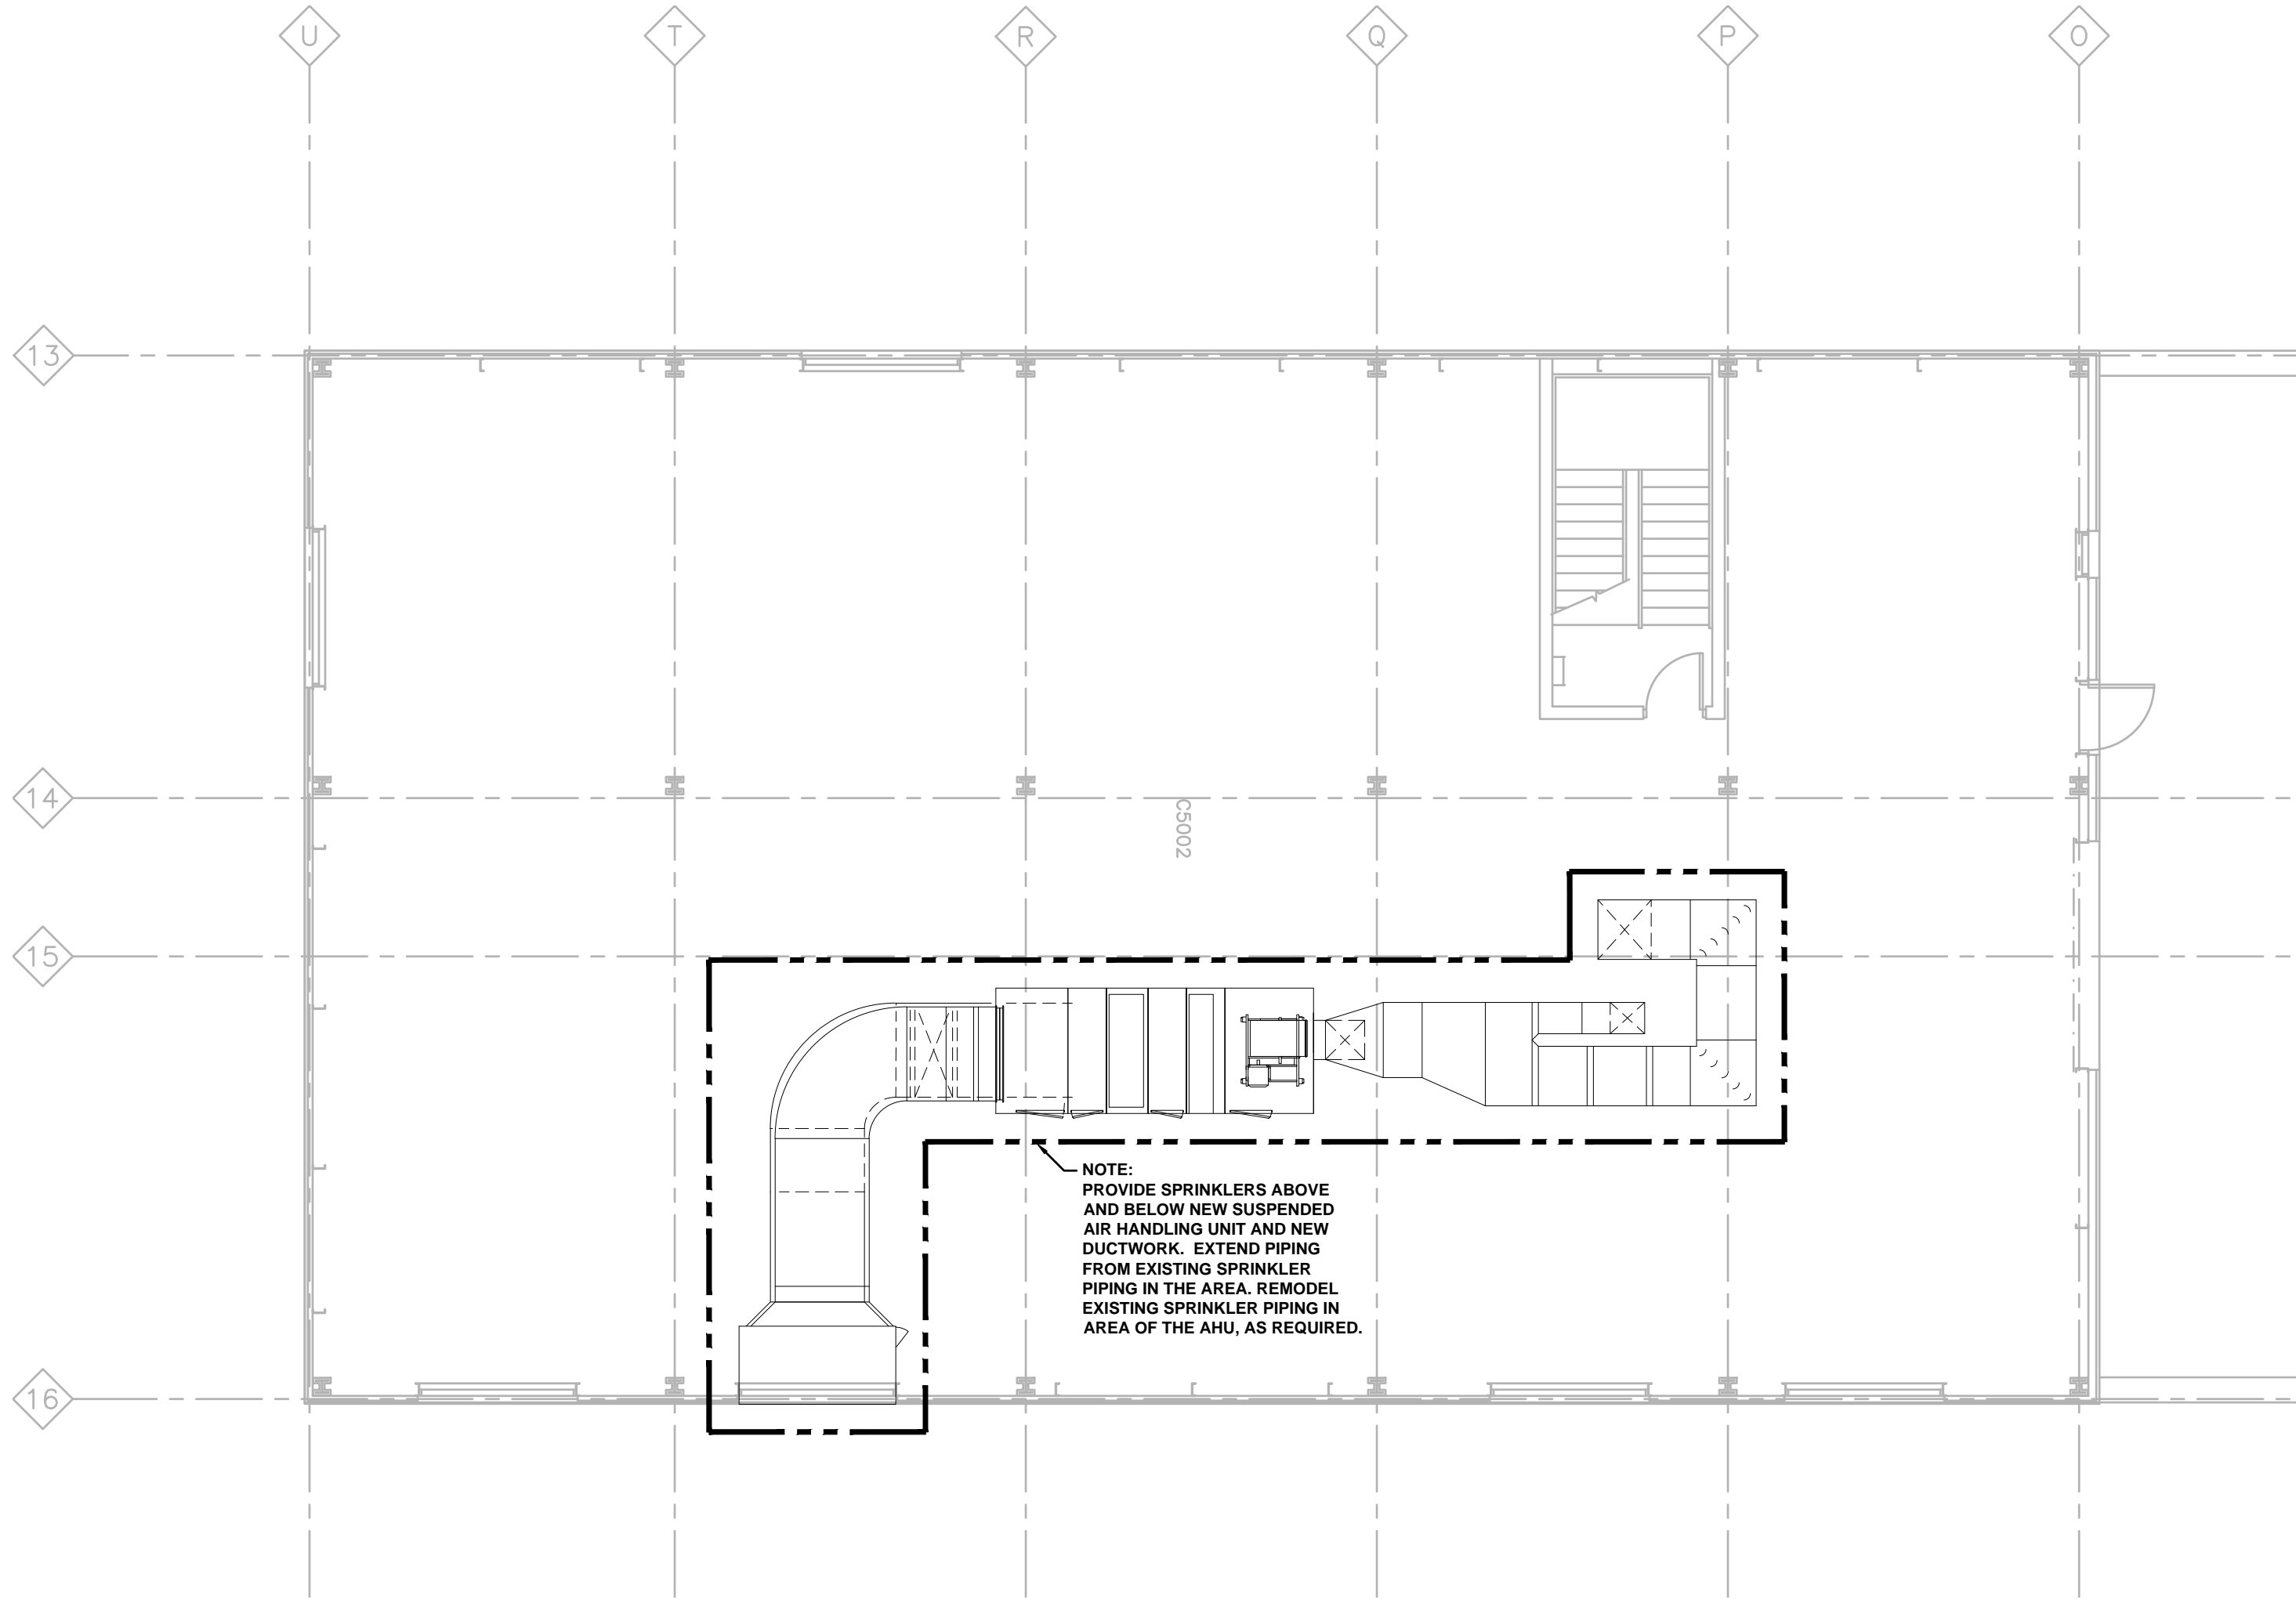 U
T
R
Q
P
O
13
14
C5002
15
NOTE:
PROVIDE SPRINKLERS ABOVE
AND BELOW NEW SUSPENDED
AIR HANDLING UNIT AND NEW
DUCTWORK. EXTEND PIPING
FROM EXISTING SPRINKLER
PIPING IN THE AREA. REMODEL
EXISTING SPRINKLER PIPING IN
AREA OF THE AHU, AS REQUIRED.
16